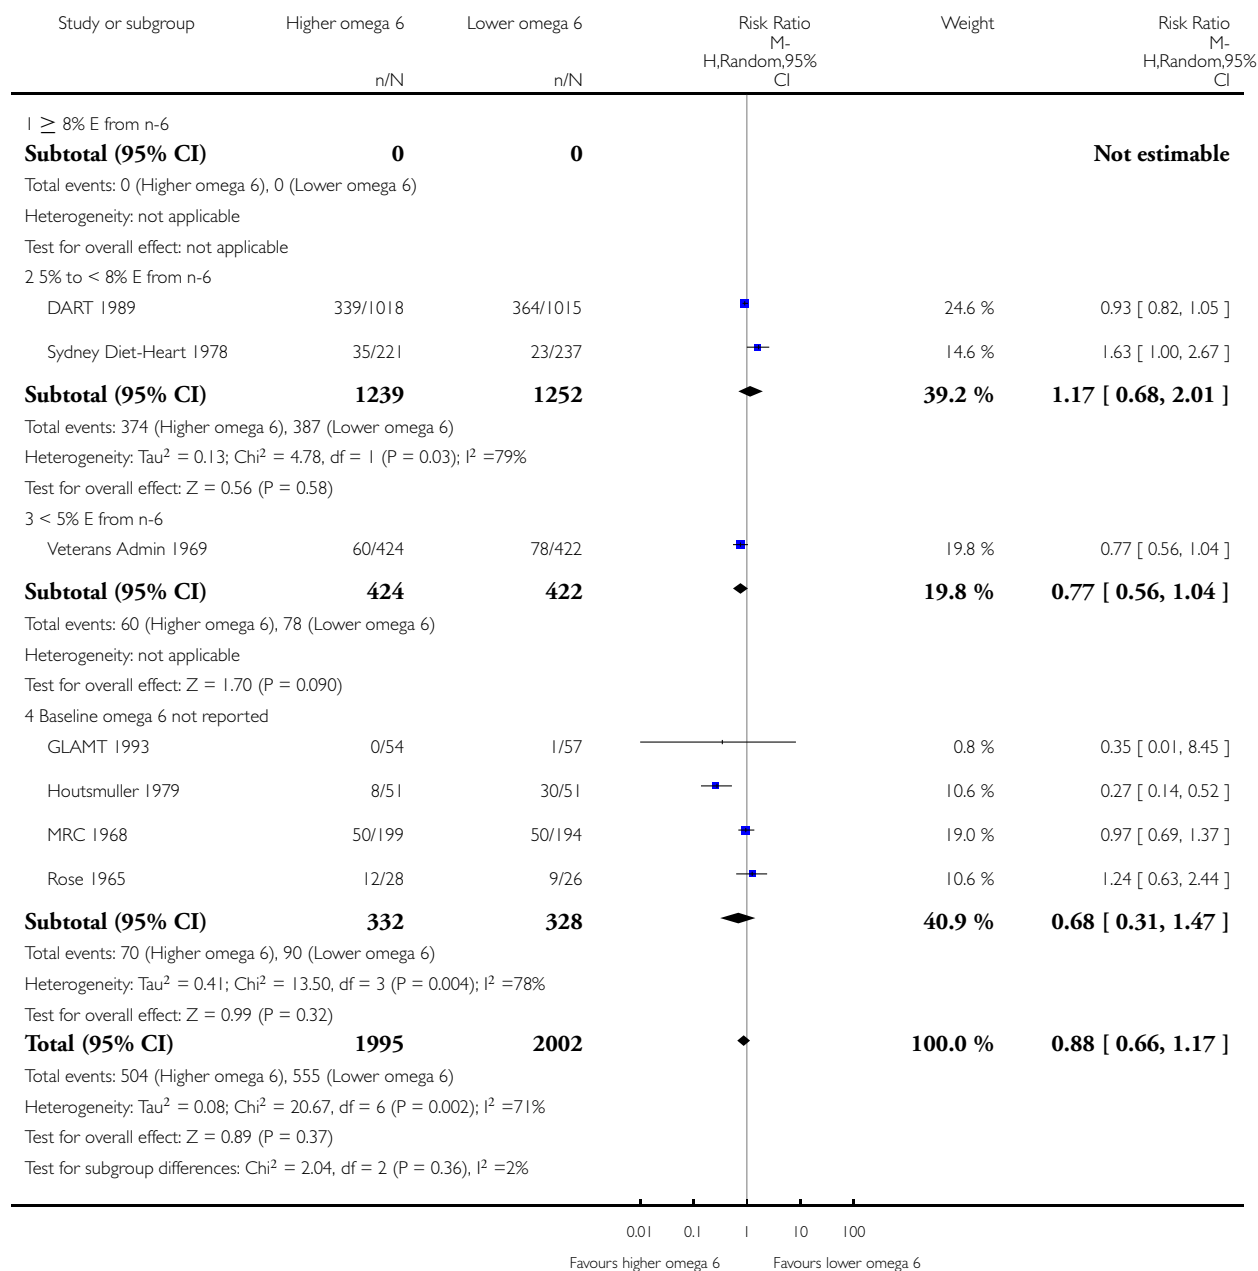 Study or subgroup Higher omega 6 Lower omega 6 Risk Ratio Weight Risk Ratio
M- M-
H,Random,95% H,Random,95%
n/N n/N CI CI
1 ≥ 8% E from n-6
Subtotal (95% CI) 0 0 Not estimable
Total events: 0 (Higher omega 6), 0 (Lower omega 6)
Heterogeneity: not applicable
Test for overall effect: not applicable
2 5% to < 8% E from n-6
DART 1989 339/1018 364/1015 24.6 % 0.93 [ 0.82, 1.05 ]
Sydney Diet-Heart 1978 35/221 23/237 14.6 % 1.63 [ 1.00, 2.67 ]
Subtotal (95% CI) 1239 1252 39.2 % 1.17 [ 0.68, 2.01 ]
Total events: 374 (Higher omega 6), 387 (Lower omega 6)
Heterogeneity: Tau² = 0.13; Chi² = 4.78, df = 1 (P = 0.03); I² =79%
Test for overall effect: Z = 0.56 (P = 0.58)
3 < 5% E from n-6
Veterans Admin 1969 60/424 78/422 19.8 % 0.77 [ 0.56, 1.04 ]
Subtotal (95% CI) 424 422 19.8 % 0.77 [ 0.56, 1.04 ]
Total events: 60 (Higher omega 6), 78 (Lower omega 6)
Heterogeneity: not applicable
Test for overall effect: Z = 1.70 (P = 0.090)
4 Baseline omega 6 not reported
GLAMT 1993 0/54 1/57 0.8 % 0.35 [ 0.01, 8.45 ]
Houtsmuller 1979 8/51 30/51 10.6 % 0.27 [ 0.14, 0.52 ]
MRC 1968 50/199 50/194 19.0 % 0.97 [ 0.69, 1.37 ]
Rose 1965 12/28 9/26 10.6 % 1.24 [ 0.63, 2.44 ]
Subtotal (95% CI) 332 328 40.9 % 0.68 [ 0.31, 1.47 ]
Total events: 70 (Higher omega 6), 90 (Lower omega 6)
Heterogeneity: Tau² = 0.41; Chi² = 13.50, df = 3 (P = 0.004); I² =78%
Test for overall effect: Z = 0.99 (P = 0.32)
Total (95% CI) 1995 2002 100.0 % 0.88 [ 0.66, 1.17 ]
Total events: 504 (Higher omega 6), 555 (Lower omega 6)
Heterogeneity: Tau² = 0.08; Chi² = 20.67, df = 6 (P = 0.002); I² =71%
Test for overall effect: Z = 0.89 (P = 0.37)
Test for subgroup differences: Chi² = 2.04, df = 2 (P = 0.36), I² =2%
0.01 0.1 1 10 100
Favours higher omega 6 Favours lower omega 6